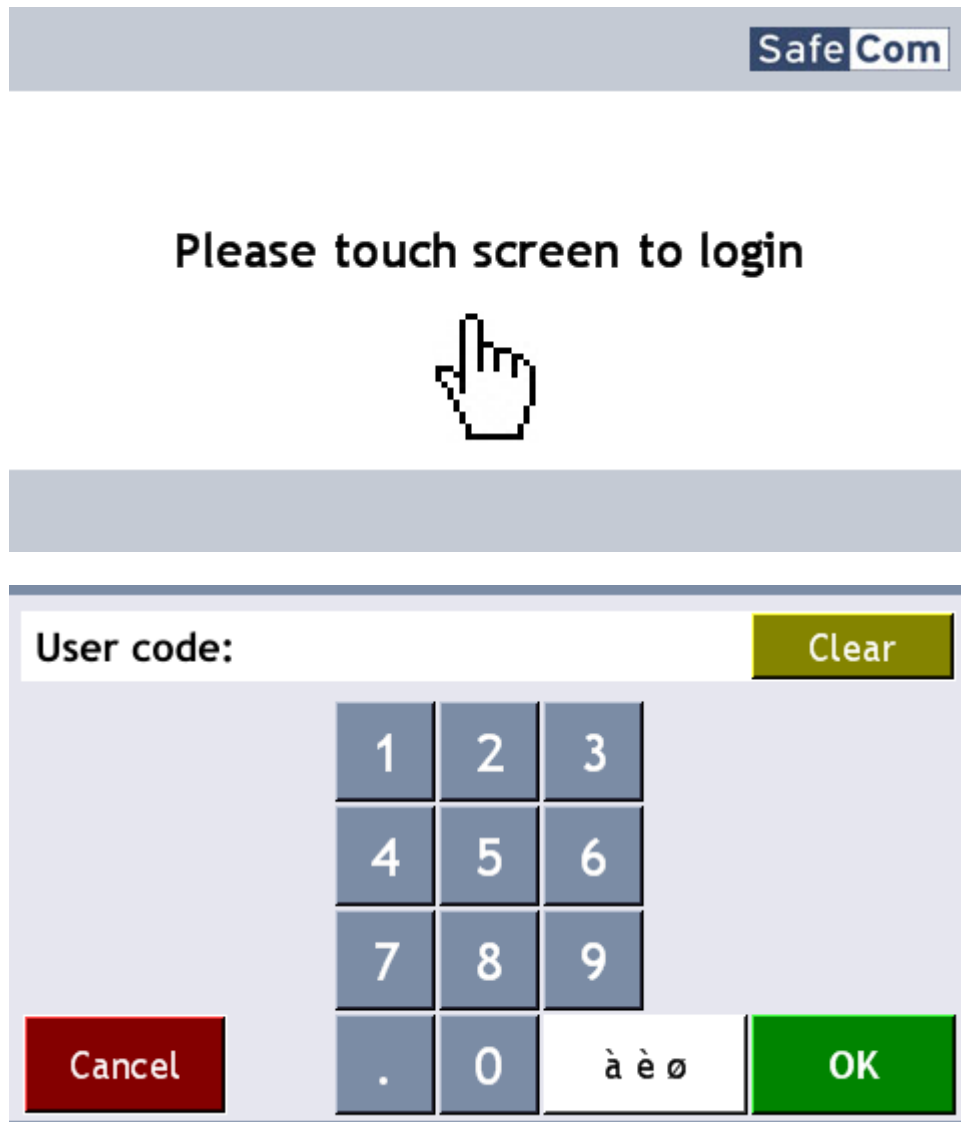 SafeCom
Please touch screen to login
User code:
Clear
1 2 3
4 5 6
7 8 9
Cancel . 0 à è ø OK